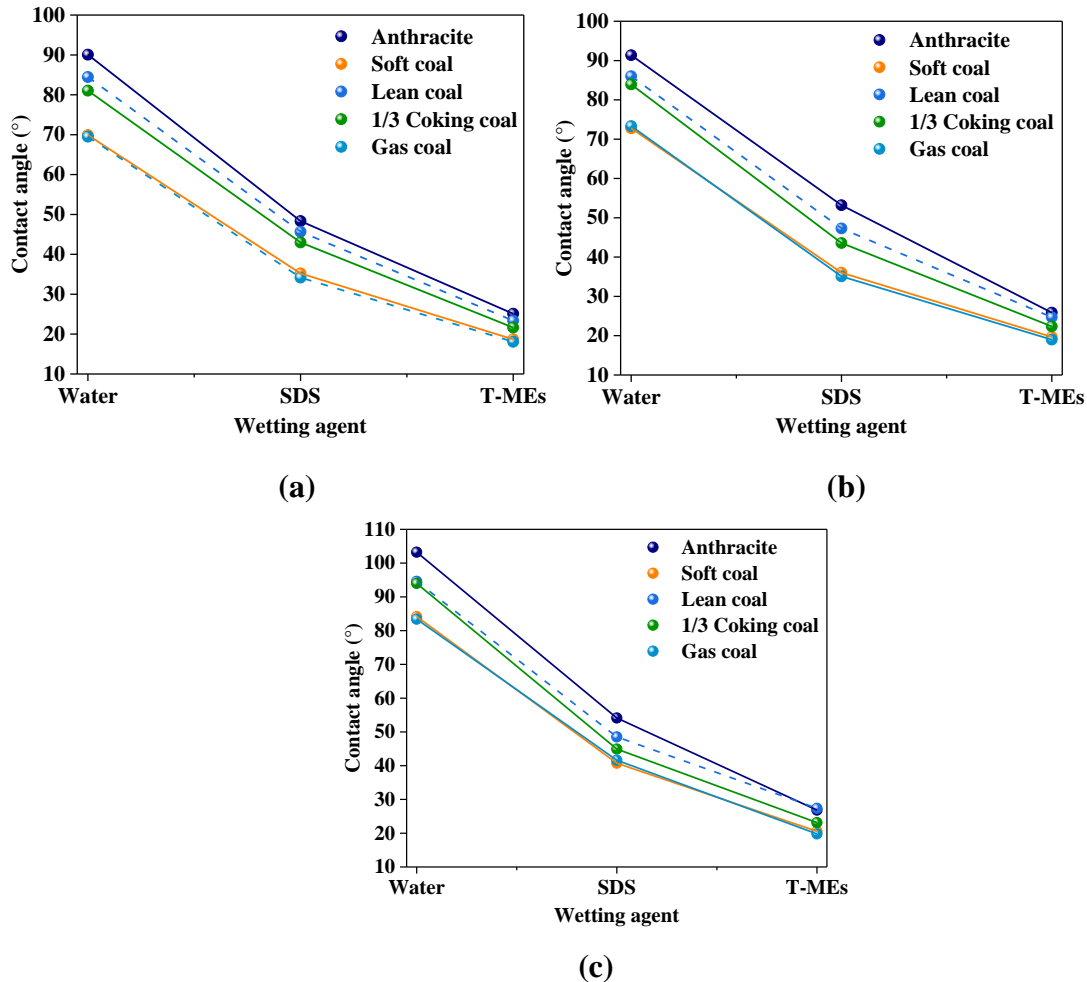 100
90
80
70
60
50
40
30
20
10
Contact angle (°)
Anthracite
Soft coal
Lean coal
1/3 Coking coal
Gas coal
Water
SDS
T-MEs
Wetting agent
(a)
100
90
80
70
60
50
40
30
20
10
Contact angle (°)
Anthracite
Soft coal
Lean coal
1/3 Coking coal
Gas coal
Water
SDS
T-MEs
Wetting agent
(b)
110
100
90
80
70
60
50
40
30
20
10
Contact angle (°)
Anthracite
Soft coal
Lean coal
1/3 Coking coal
Gas coal
Water
SDS
T-MEs
Wetting agent
(c)